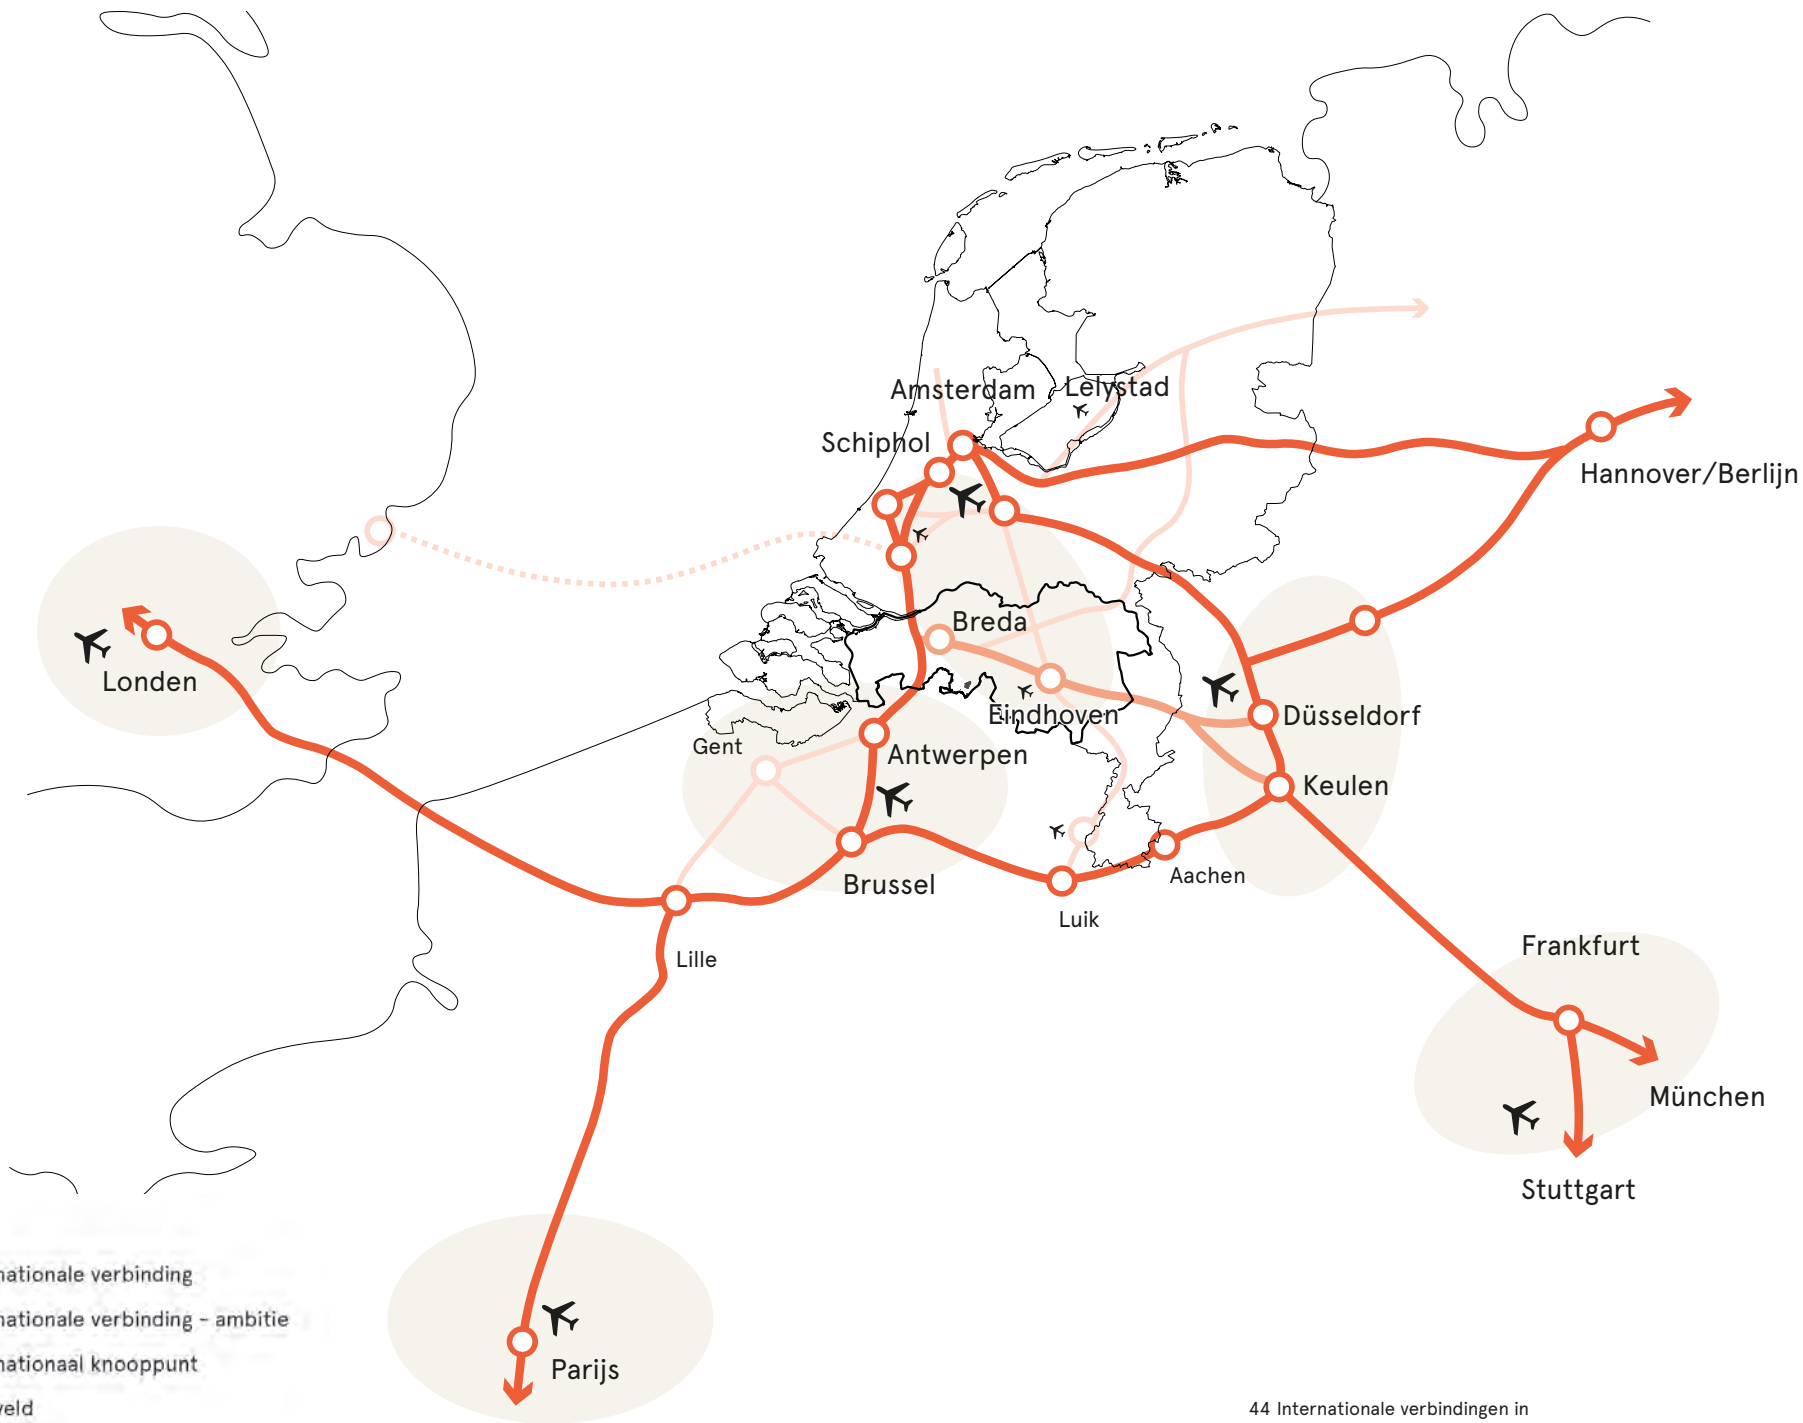 Amsterdam
Lelystad
Schiphol
Hannover/Berlijn
Breda
Londen
Eindhoven
Düsseldorf
Gent
Antwerpen
Keulen
Brussel
Aachen
Luik
Lille
Frankfurt
München
Stuttgart
nationale verbinding
nationale verbinding - ambitie
nationaal knooppunt
Parijs
veld
44 Internationale verbindingen in